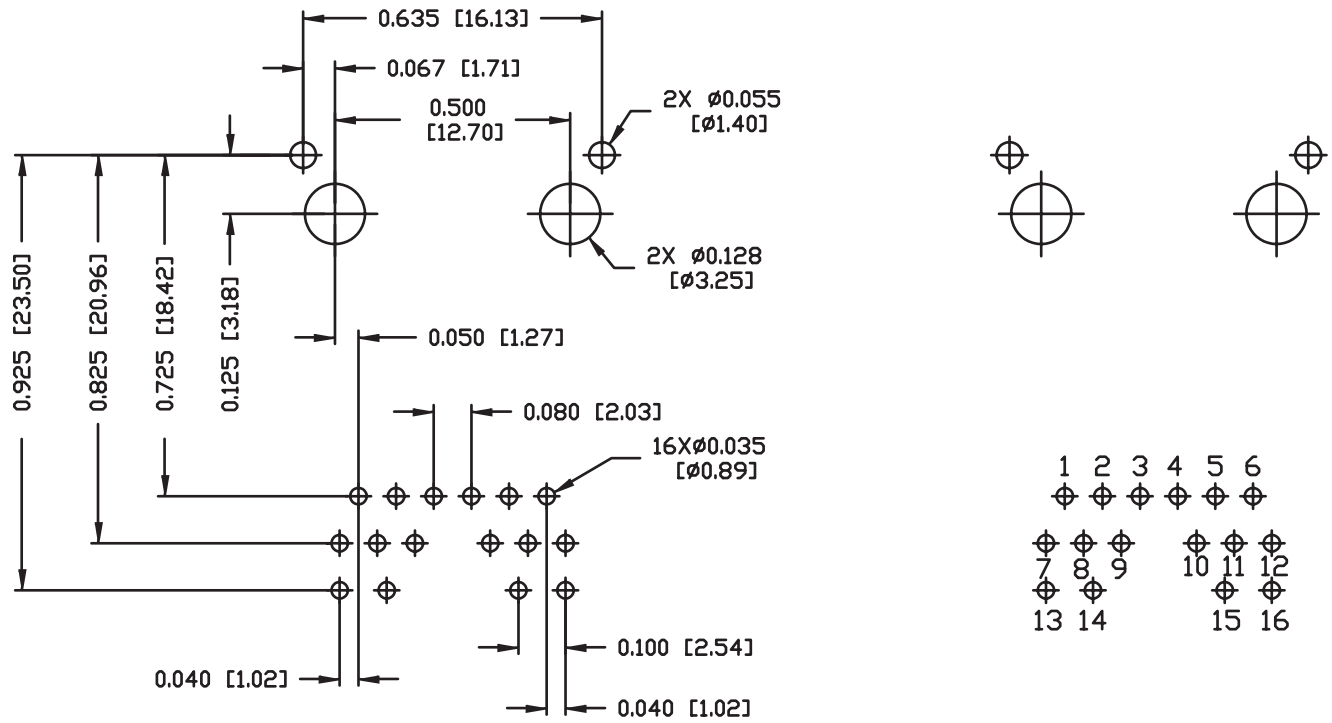 0.635 [16.13]
0.067 [1.71]
0.500
[12.70]
2X Ø0.055
[Ø1.40]
2X Ø0.128
[Ø3.25]
0.925 [23.50]
0.825 [20.96]
0.725 [18.42]
0.125 [3.18]
0.050 [1.27]
0.080 [2.03]
16XØ0.035
[Ø0.89]
0.100 [2.54]
0.040 [1.02]
0.040 [1.02]
1 2 3 4 5 6
7 8 9 10 11 12
13 14 15 16